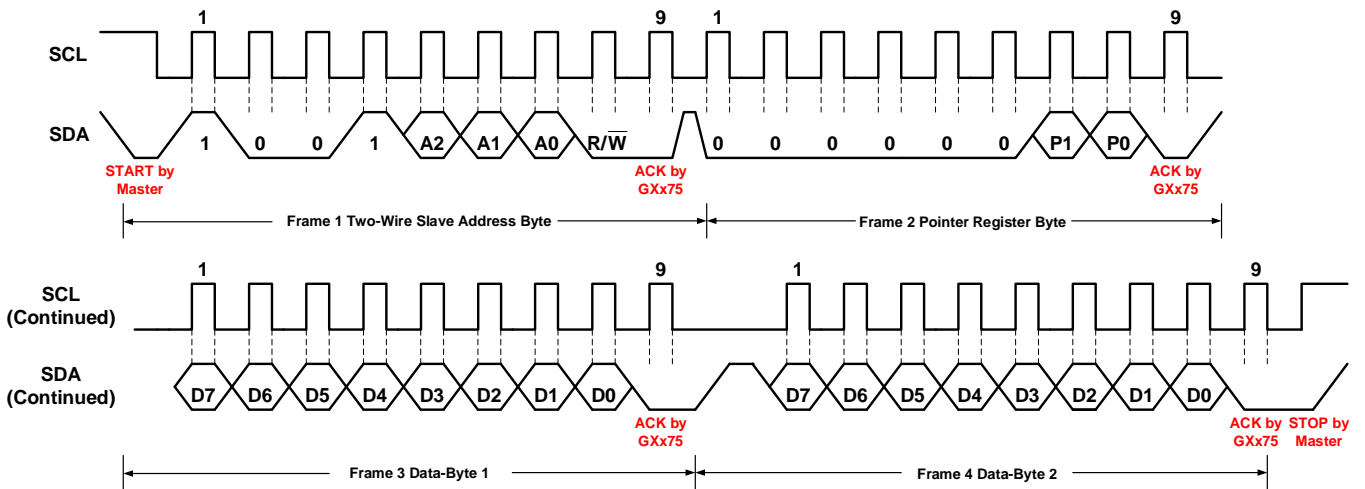 1 9 1 9
SCL
SDA
1 0 0 1 A2 A1 A0 R/W̅ 0 0 0 0 0 0 P1 P0
START by
Master
ACK by
GXx75
ACK by
GXx75
Frame 1 Two-Wire Slave Address Byte
Frame 2 Pointer Register Byte
1 9 1 9
SCL
(Continued)
SDA
(Continued)
D7 D6 D5 D4 D3 D2 D1 D0 D7 D6 D5 D4 D3 D2 D1 D0
ACK by
GXx75
ACK by
GXx75
STOP by
Master
Frame 3 Data-Byte 1
Frame 4 Data-Byte 2